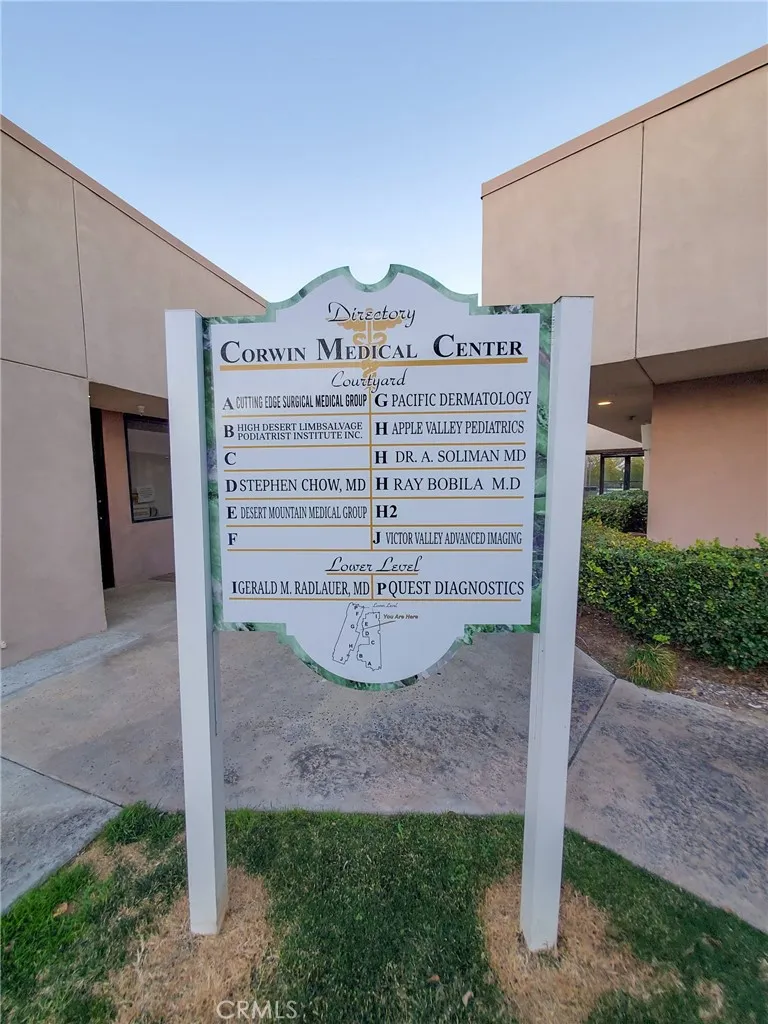 Directory
CORWIN MEDICAL CENTER
Courtyard
A CUTTING EDGE SURGICAL MEDICAL GROUP
B HIGH DESERT LIMBSALVAGE
PODIATRIST INSTITUTE INC.
C
D STEPHEN CHOW, MD
E DESERT MOUNTAIN MEDICAL GROUP
F
G PACIFIC DERMATOLOGY
H APPLE VALLEY PEDIATRICS
H DR. A. SOLIMAN MD
H RAY BOBILA M.D
H2
J VICTOR VALLEY ADVANCED IMAGING
Lower Level
I GERALD M. RADLAUER, MD
P QUEST DIAGNOSTICS
Lower Level
You Are Here
F
I
E
G
D
C
H
B
J
A
CRMLS